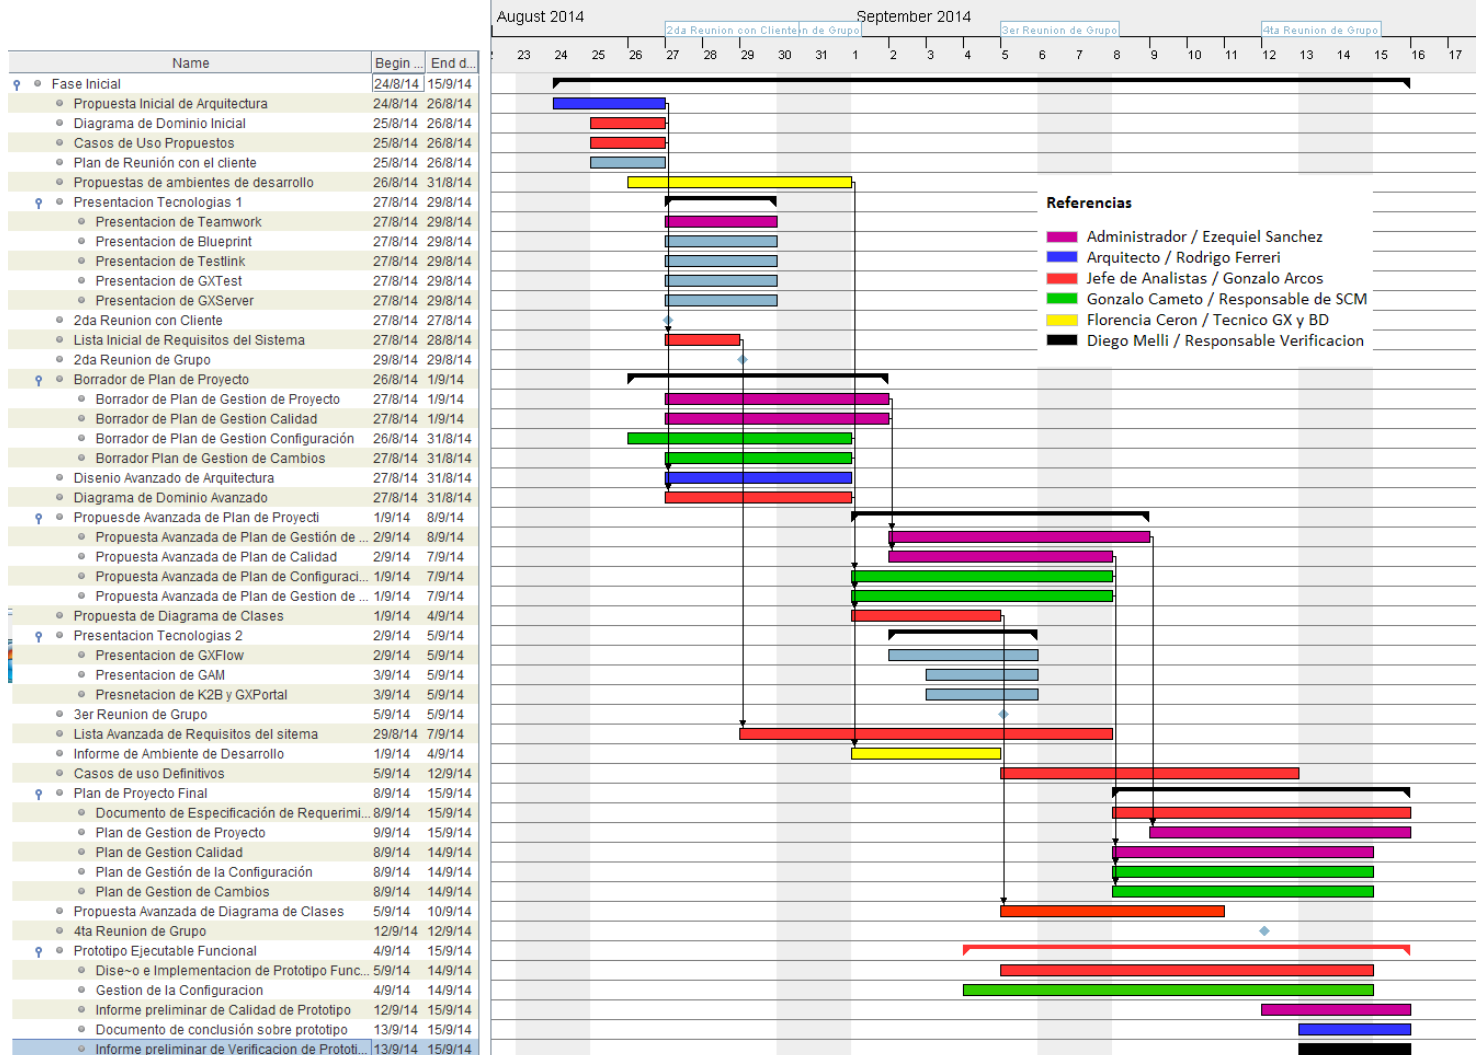 August 2014
September 2014
2da Reunion con Cliente
n de Grupo
3er Reunion de Grupo
4ta Reunion de Grupo
Name Begin ... End d...
23 24 25 26 27 28 29 30 31 1 2 3 4 5 6 7 8 9 10 11 12 13 14 15 16 17
Fase Inicial 24/8/14 15/9/14
Propuesta Inicial de Arquitectura 24/8/14 26/8/14
Diagrama de Dominio Inicial 25/8/14 26/8/14
Casos de Uso Propuestos 25/8/14 26/8/14
Plan de Reunión con el cliente 25/8/14 26/8/14
Propuestas de ambientes de desarrollo 26/8/14 31/8/14
Presentacion Tecnologias 1 27/8/14 29/8/14
Presentacion de Teamwork 27/8/14 29/8/14
Presentacion de Blueprint 27/8/14 29/8/14
Presentacion de Testlink 27/8/14 29/8/14
Presentacion de GXTest 27/8/14 29/8/14
Presentacion de GXServer 27/8/14 29/8/14
2da Reunion con Cliente 27/8/14 27/8/14
Lista Inicial de Requisitos del Sistema 27/8/14 28/8/14
2da Reunion de Grupo 29/8/14 29/8/14
Borrador de Plan de Proyecto 26/8/14 1/9/14
Borrador de Plan de Gestion de Proyecto 27/8/14 1/9/14
Borrador de Plan de Gestion Calidad 27/8/14 1/9/14
Borrador de Plan de Gestion Configuración 26/8/14 31/8/14
Borrador Plan de Gestion de Cambios 27/8/14 31/8/14
Disenio Avanzado de Arquitectura 27/8/14 31/8/14
Diagrama de Dominio Avanzado 27/8/14 31/8/14
Propuesde Avanzada de Plan de Proyecti 1/9/14 8/9/14
Propuesta Avanzada de Plan de Gestión de ... 2/9/14 8/9/14
Propuesta Avanzada de Plan de Calidad 2/9/14 7/9/14
Propuesta Avanzada de Plan de Configuraci... 1/9/14 7/9/14
Propuesta Avanzada de Plan de Gestion de ... 1/9/14 7/9/14
Propuesta de Diagrama de Clases 1/9/14 4/9/14
Presentacion Tecnologias 2 2/9/14 5/9/14
Presentacion de GXFlow 2/9/14 5/9/14
Presentacion de GAM 3/9/14 5/9/14
Presnetacion de K2B y GXPortal 3/9/14 5/9/14
3er Reunion de Grupo 5/9/14 5/9/14
Lista Avanzada de Requisitos del sitema 29/8/14 7/9/14
Informe de Ambiente de Desarrollo 1/9/14 4/9/14
Casos de uso Definitivos 5/9/14 12/9/14
Plan de Proyecto Final 8/9/14 15/9/14
Documento de Especificación de Requerimi... 8/9/14 15/9/14
Plan de Gestion de Proyecto 9/9/14 15/9/14
Plan de Gestion Calidad 8/9/14 14/9/14
Plan de Gestión de la Configuración 8/9/14 14/9/14
Plan de Gestion de Cambios 8/9/14 14/9/14
Propuesta Avanzada de Diagrama de Clases 5/9/14 10/9/14
4ta Reunion de Grupo 12/9/14 12/9/14
Prototipo Ejecutable Funcional 4/9/14 15/9/14
Dise~o e Implementacion de Prototipo Func... 5/9/14 14/9/14
Gestion de la Configuracion 4/9/14 14/9/14
Informe preliminar de Calidad de Prototipo 12/9/14 15/9/14
Documento de conclusión sobre prototipo 13/9/14 15/9/14
Informe preliminar de Verificacion de Prototi... 13/9/14 15/9/14
Referencias
Administrador / Ezequiel Sanchez
Arquitecto / Rodrigo Ferreri
Jefe de Analistas / Gonzalo Arcos
Gonzalo Cameto / Responsable de SCM
Florencia Ceron / Tecnico GX y BD
Diego Melli / Responsable Verificacion